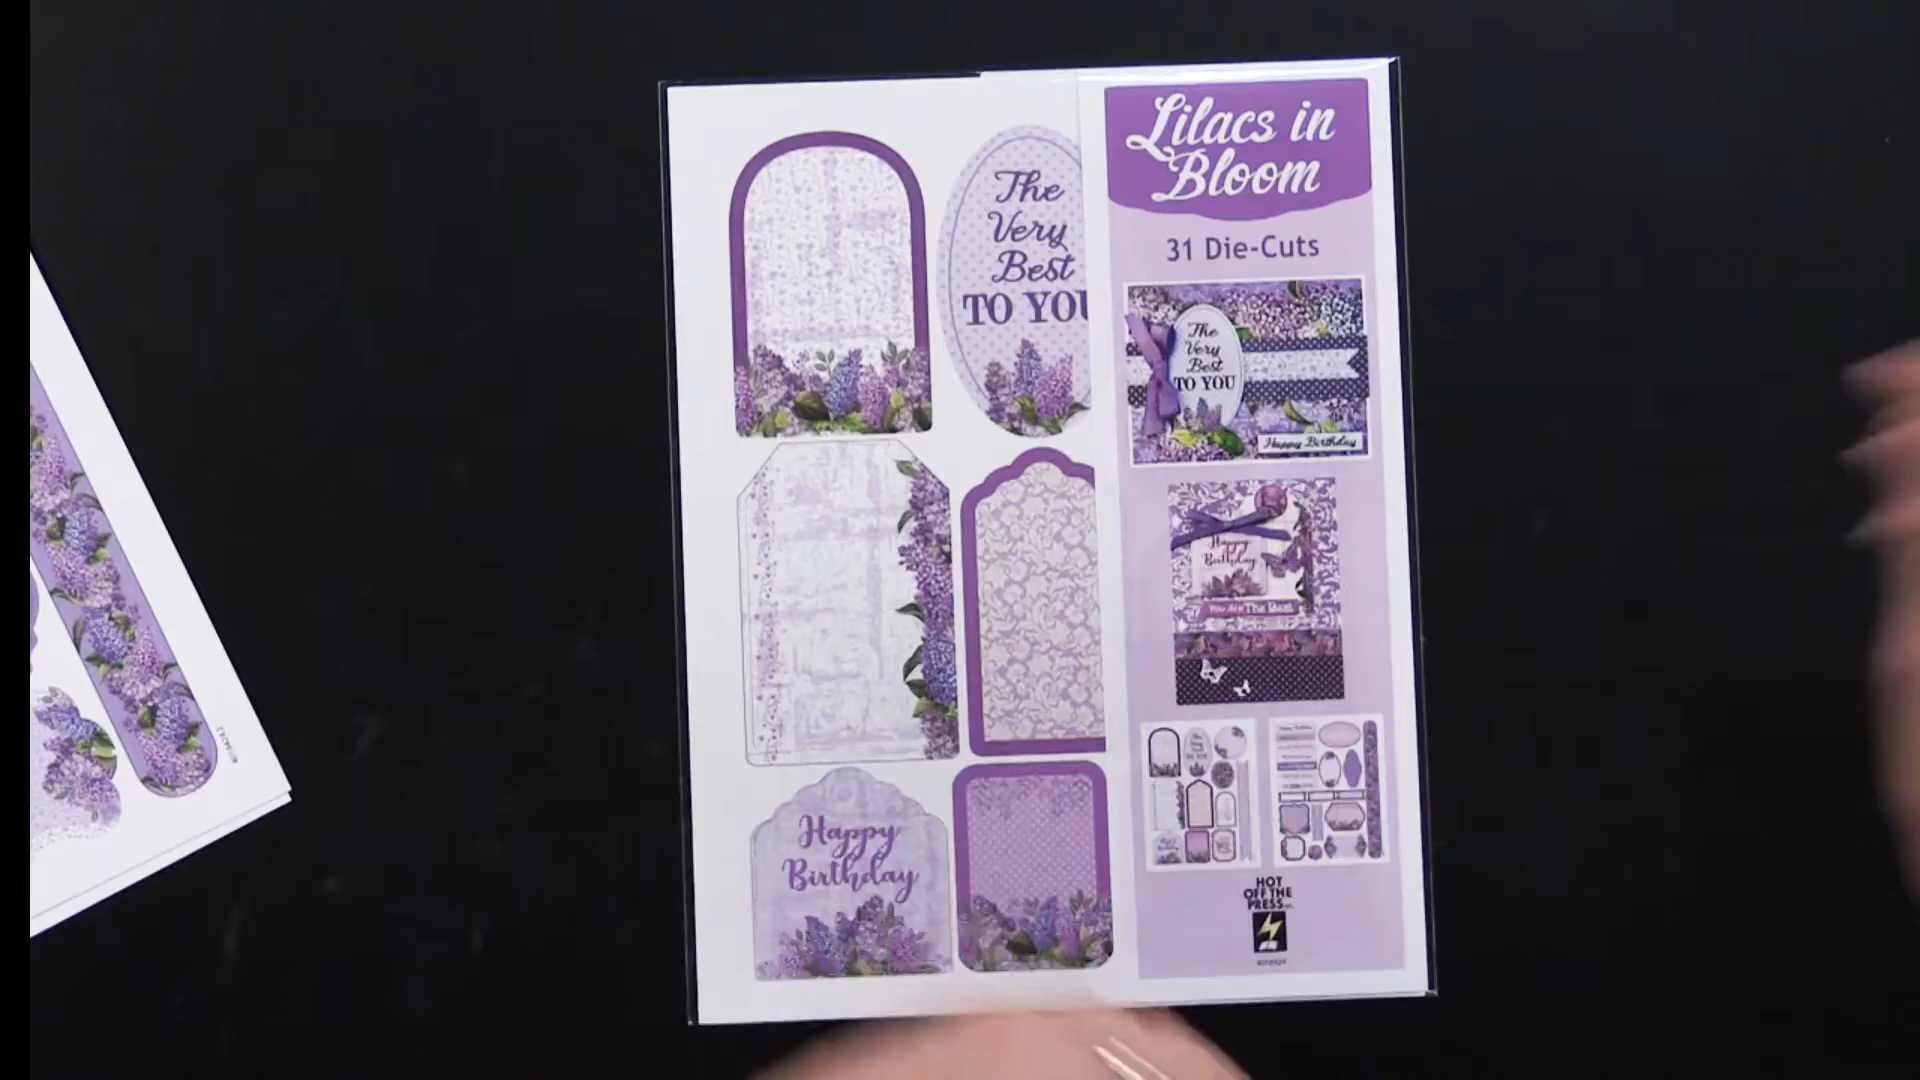 The
Very
Best
TO YOU
Happy
Birthday
Lilacs in
Bloom
31 Die-Cuts
The
Very
Best
TO YOU
Happy Birthday
Happy
Birthday
You Are The Best
HOT
OFF THE
PRESS